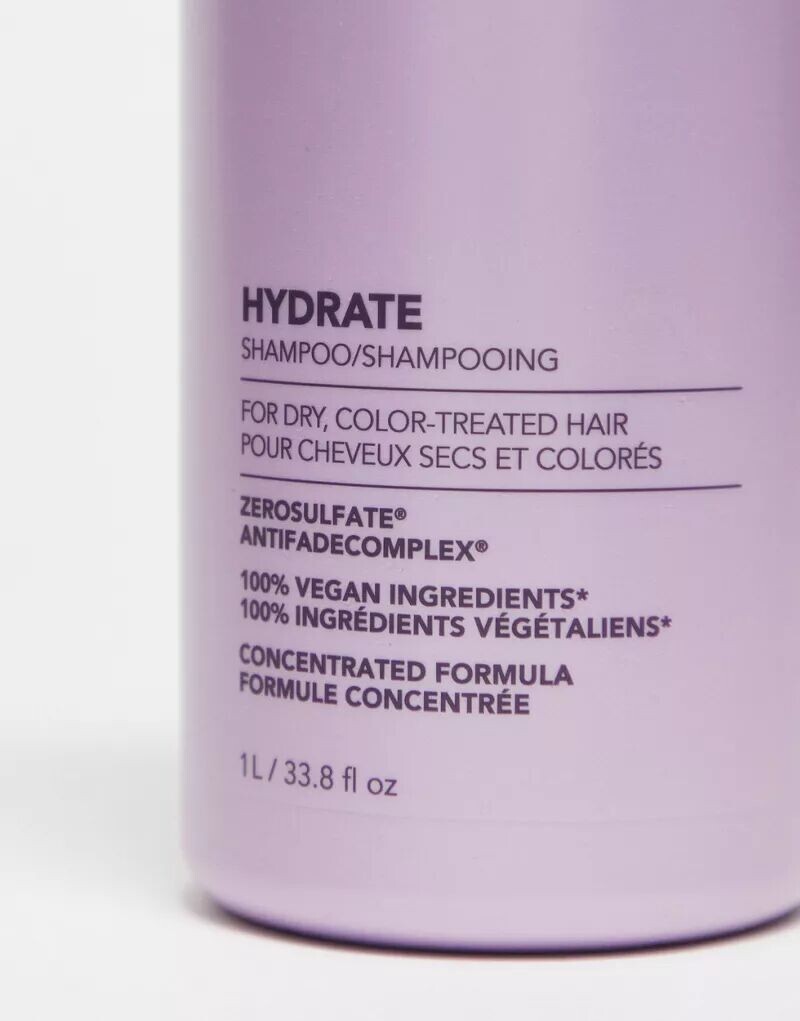 HYDRATE
SHAMPOO/SHAMPOOING
FOR DRY, COLOR-TREATED HAIR
POUR CHEVEUX SECS ET COLORÉS
ZEROSULFATE®
ANTIFADECOMPLEX®
100% VEGAN INGREDIENTS*
100% INGRÉDIENTS VÉGÉTALIENS*
CONCENTRATED FORMULA
FORMULE CONCENTRÉE
1L / 33.8 fl oz